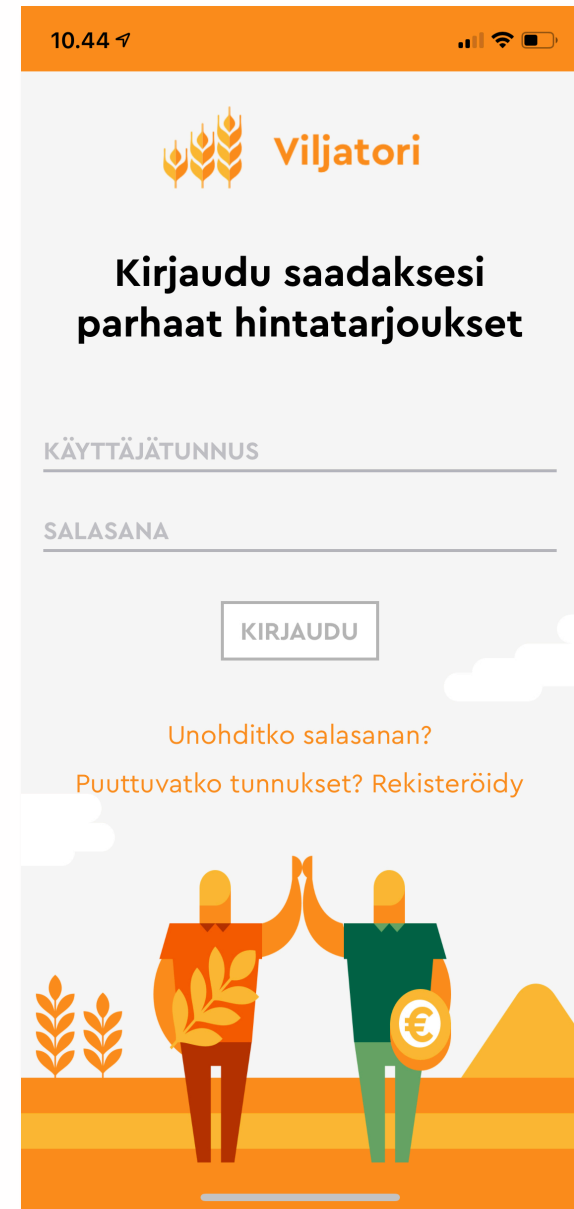 10.44
Viljatori
Kirjaudu saadaksesi
parhaat hintatarjoukset
KÄYTTÄJÄTUNNUS
SALASANA
KIRJAUDU
Unohditko salasanan?
Puuttuvatko tunnukset? Rekisteröidy
€